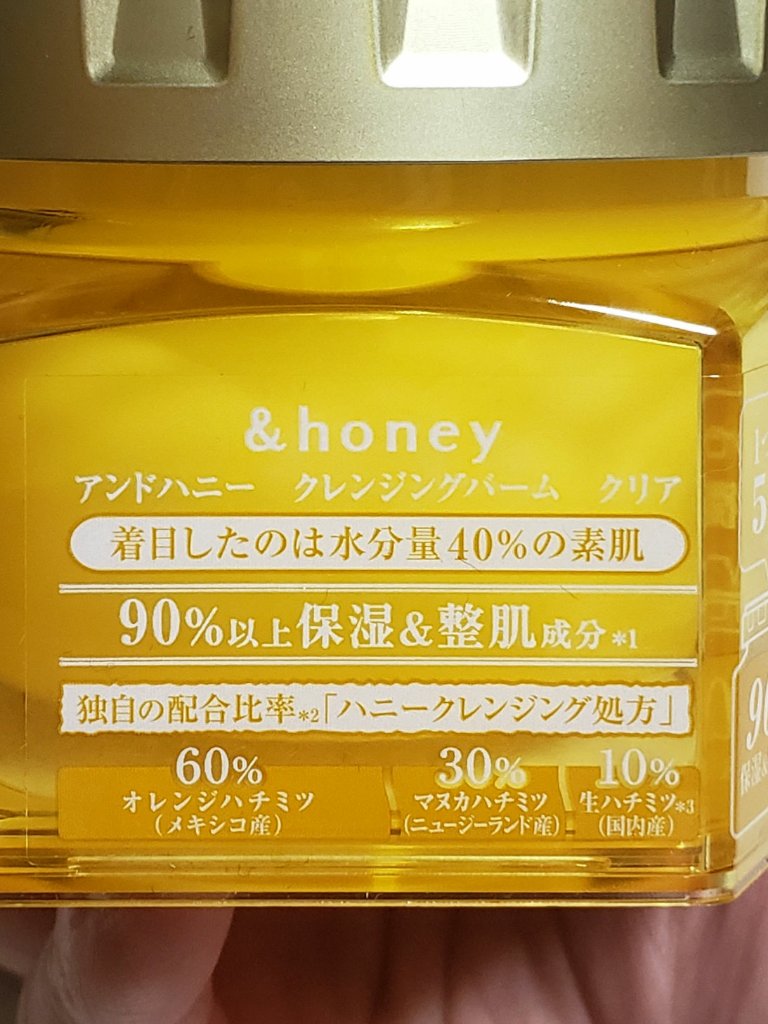 &honey
アンドハニー　クレンジングバーム　クリア
着目したのは水分量40%の素肌
90%以上保湿&整肌成分*1
独自の配合比率*2「ハニークレンジング処方」
60% 30% 10%
オレンジハチミツ マヌカハチミツ 生ハチミツ*3
(メキシコ産) (ニュージーランド産) (国内産)